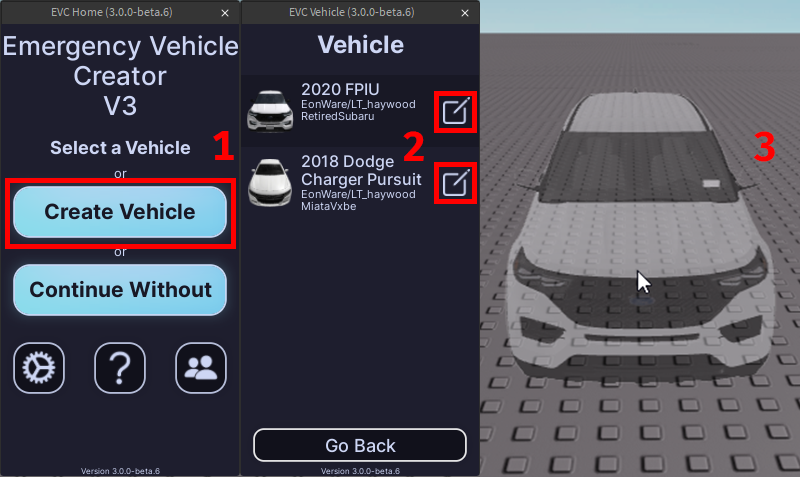 EVC Home (3.0.0-beta.6)
Emergency Vehicle
Creator
V3
Select a Vehicle
1
or
Create Vehicle
or
Continue Without
?
Version 3.0.0-beta.6
EVC Vehicle (3.0.0-beta.6)
Vehicle
2020 FPIU
EonWare/LT_haywood
RetiredSubaru
2
2018 Dodge
Charger Pursuit
EonWare/LT_haywood
MiataVxbe
Go Back
Version 3.0.0-beta.6
3